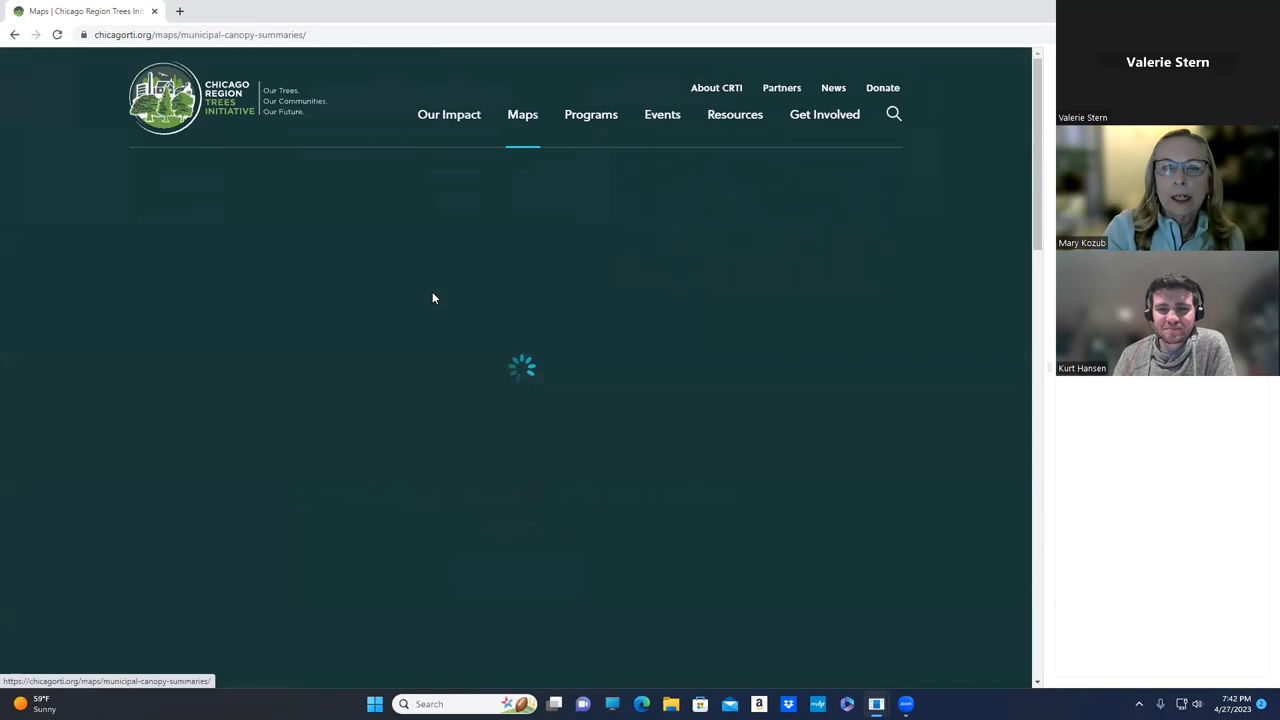 Maps | Chicago Region Trees Init
chicagorti.org/maps/municipal-canopy-summaries/
CHICAGO
REGION
TREES
INITIATIVE
Our Trees.
Our Communities.
Our Future.
About CRTI
Partners
News
Donate
Our Impact
Maps
Programs
Events
Resources
Get Involved
Valerie Stern
Valerie Stern
Mary Kozub
Kurt Hansen
https://chicagorti.org/maps/municipal-canopy-summaries/
59°F
Sunny
Search
7:42 PM
4/27/2023
2